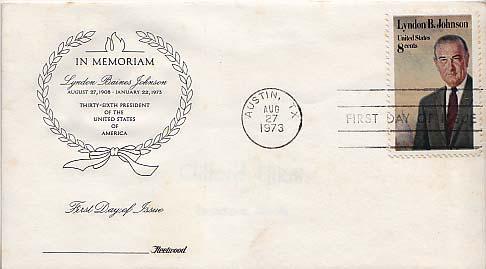 IN MEMORIAM
Lyndon Baines Johnson
AUGUST 27, 1908 - JANUARY 22, 1973
THIRTY-SIXTH PRESIDENT
OF THE
UNITED STATES
OF
AMERICA
First Day of Issue
Fleetwood
AUSTIN, TX
AUG
27
1973
Lyndon B. Johnson
United States
8 cents
FIRST DAY OF ISSUE